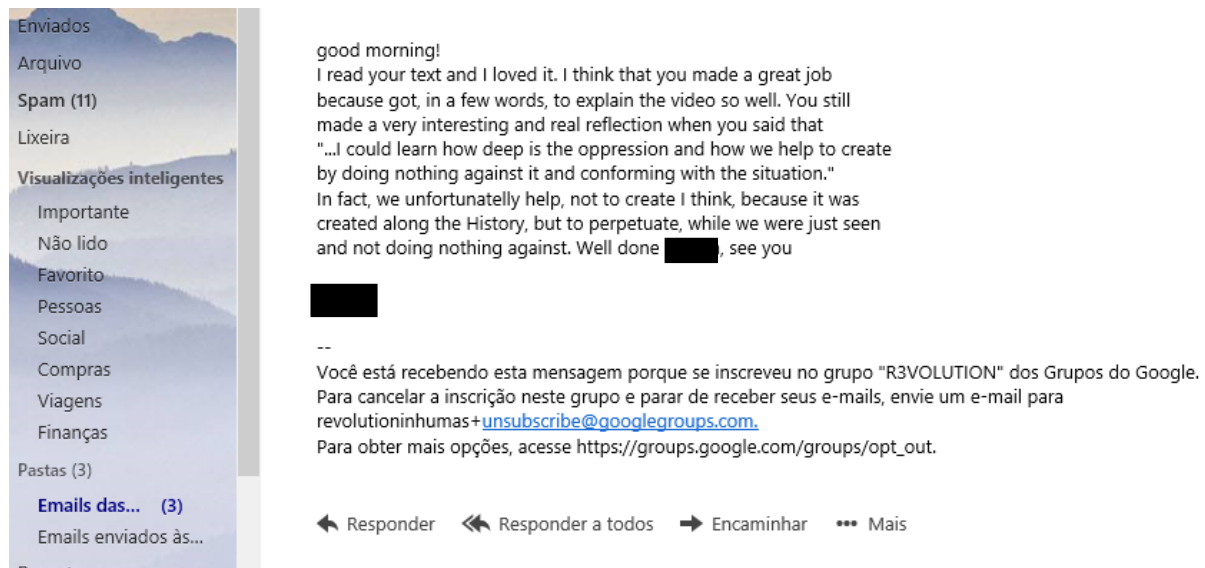 Enviados
Arquivo
Spam (11)
Lixeira
Visualizações inteligentes
Importante
Não lido
Favorito
Pessoas
Social
Compras
Viagens
Finanças
Pastas (3)
Emails das... (3)
Emails enviados às...
good morning!
I read your text and I loved it. I think that you made a great job
because got, in a few words, to explain the video so well. You still
made a very interesting and real reflection when you said that
"...I could learn how deep is the oppression and how we help to create
by doing nothing against it and conforming with the situation."
In fact, we unfortunatelly help, not to create I think, because it was
created along the History, but to perpetuate, while we were just seen
and not doing nothing against. Well done , see you
--
Você está recebendo esta mensagem porque se inscreveu no grupo "R3VOLUTION" dos Grupos do Google.
Para cancelar a inscrição neste grupo e parar de receber seus e-mails, envie um e-mail para
revolutioninhumas+unsubscribe@googlegroups.com.
Para obter mais opções, acesse https://groups.google.com/groups/opt_out.
Responder Responder a todos Encaminhar ••• Mais